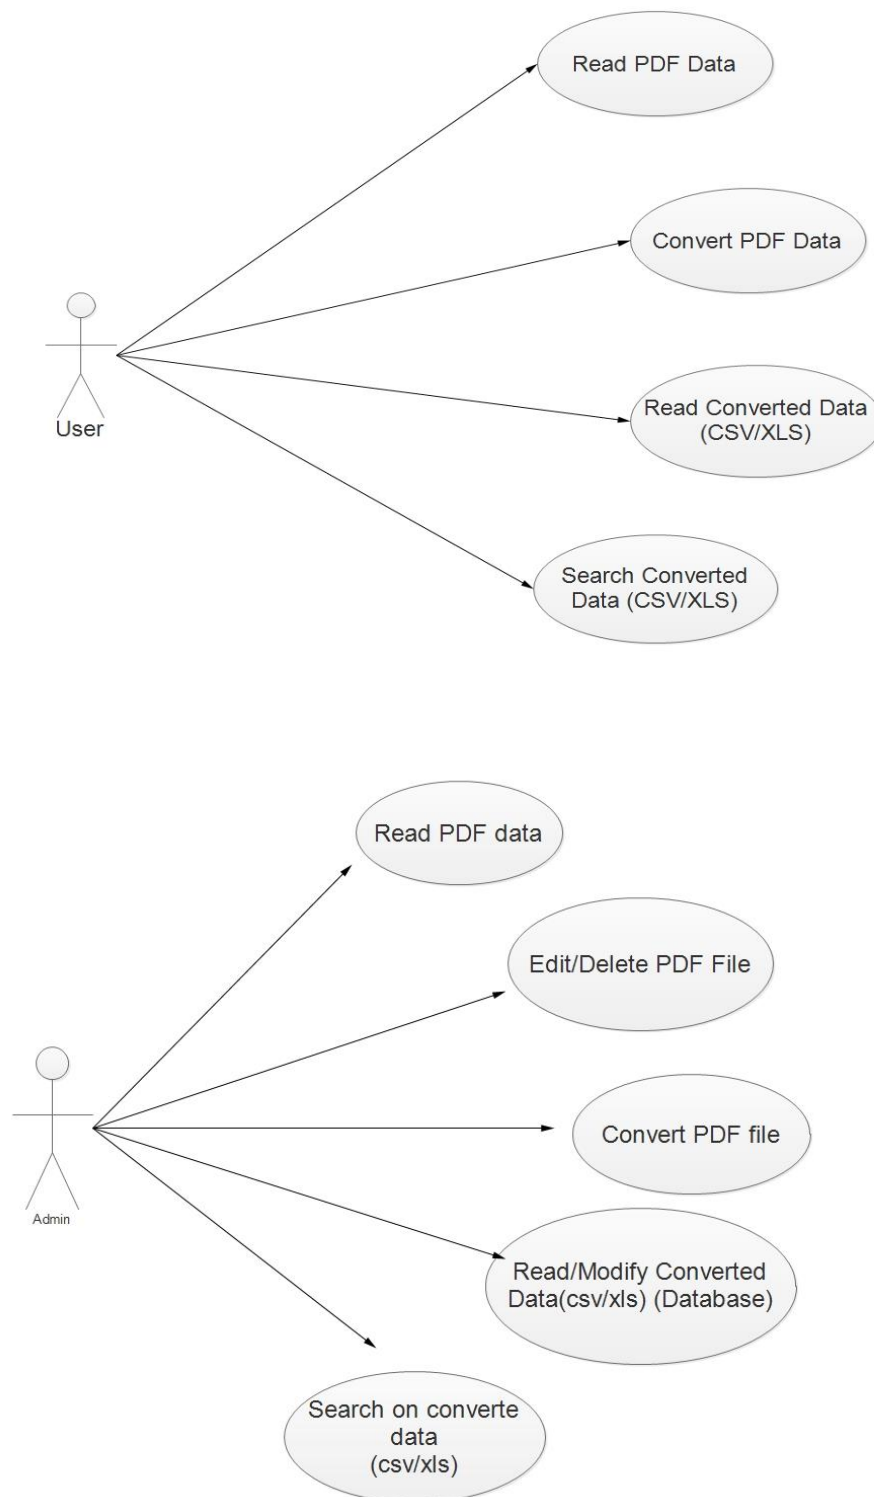 Read PDF Data
Convert PDF Data
User
Read Converted Data
(CSV/XLS)
Search Converted
Data (CSV/XLS)
Read PDF data
Edit/Delete PDF File
Admin
Convert PDF file
Read/Modify Converted
Data(csv/xls) (Database)
Search on converte
data
(csv/xls)